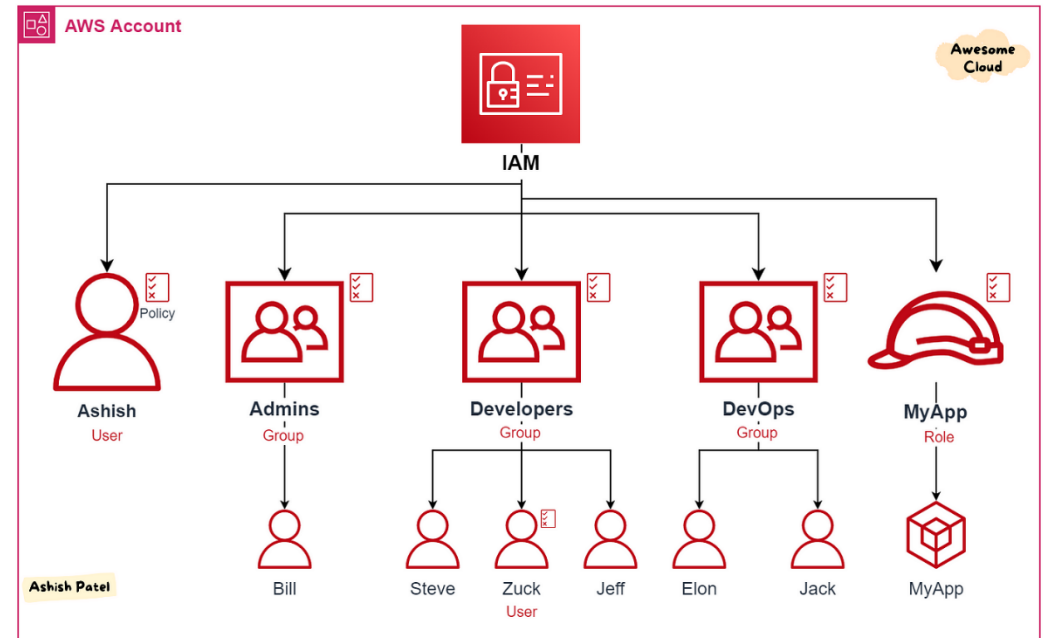 AWS Account
Awesome
Cloud
IAM
Policy
Ashish
User
Admins
Group
Developers
Group
DevOps
Group
MyApp
Role
Bill
Steve
Zuck
User
Jeff
Elon
Jack
MyApp
Ashish Patel